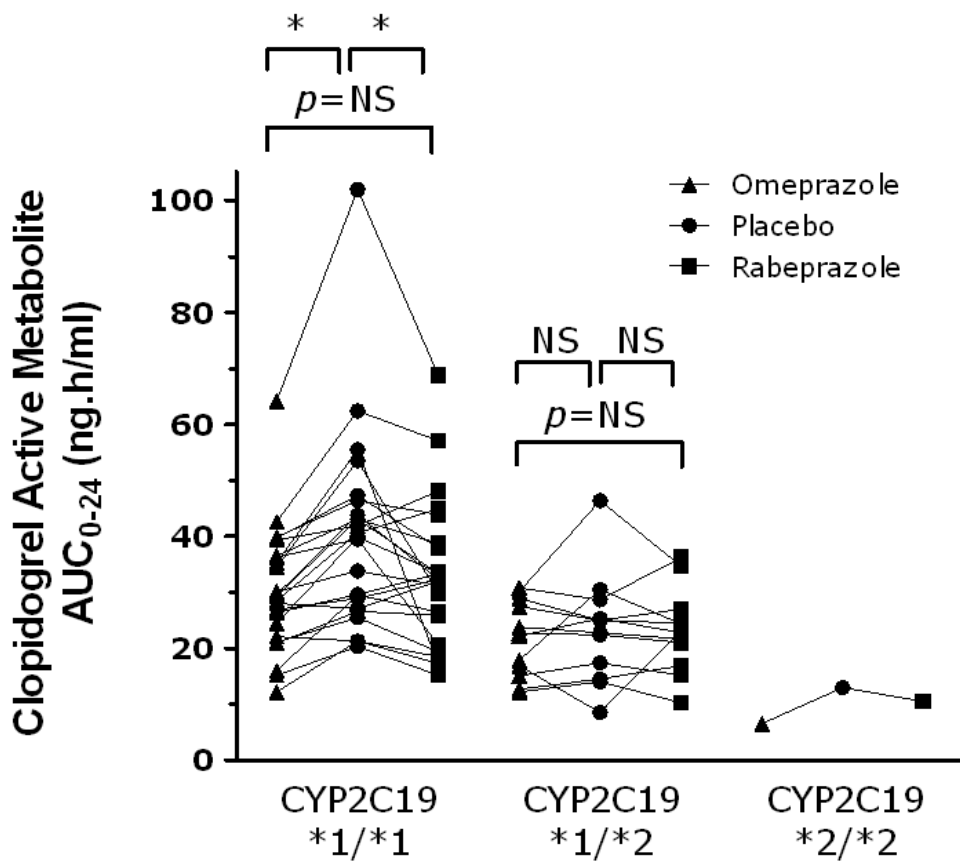 * *
p=NS
Clopidogrel Active Metabolite
AUC0-24 (ng.h/ml)
100
80
60
40
20
0
Omeprazole
Placebo
Rabeprazole
NS NS
p=NS
CYP2C19
*1/*1
CYP2C19
*1/*2
CYP2C19
*2/*2